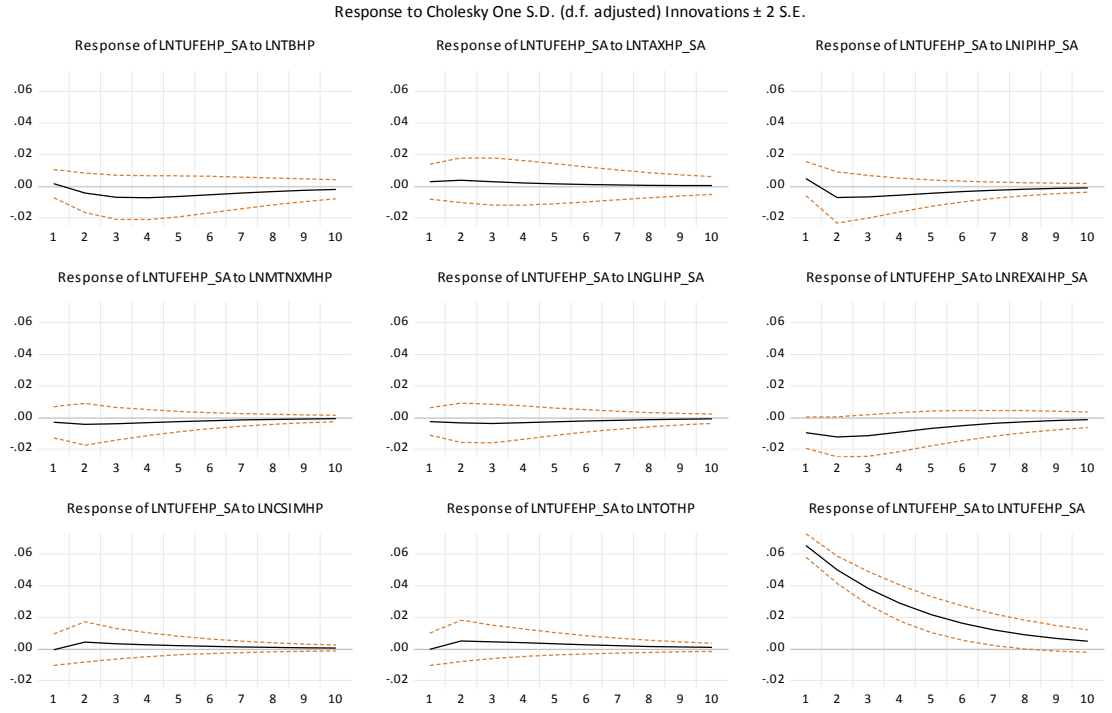 Response to Cholesky One S.D. (d.f. adjusted) Innovations ± 2 S.E.
Response of LNTUFEHP_SA to LNTBHP
.06
.04
.02
.00
-.02
1 2 3 4 5 6 7 8 9 10
Response of LNTUFEHP_SA to LNTAXHP_SA
.06
.04
.02
.00
-.02
1 2 3 4 5 6 7 8 9 10
Response of LNTUFEHP_SA to LNIPIHP_SA
.06
.04
.02
.00
-.02
1 2 3 4 5 6 7 8 9 10
Response of LNTUFEHP_SA to LNMTNXMHP
.06
.04
.02
.00
-.02
1 2 3 4 5 6 7 8 9 10
Response of LNTUFEHP_SA to LNGLIHP_SA
.06
.04
.02
.00
-.02
1 2 3 4 5 6 7 8 9 10
Response of LNTUFEHP_SA to LNREXAIHP_SA
.06
.04
.02
.00
-.02
1 2 3 4 5 6 7 8 9 10
Response of LNTUFEHP_SA to LNCSIMHP
.06
.04
.02
.00
-.02
1 2 3 4 5 6 7 8 9 10
Response of LNTUFEHP_SA to LNTOTHP
.06
.04
.02
.00
-.02
1 2 3 4 5 6 7 8 9 10
Response of LNTUFEHP_SA to LNTUFEHP_SA
.06
.04
.02
.00
-.02
1 2 3 4 5 6 7 8 9 10